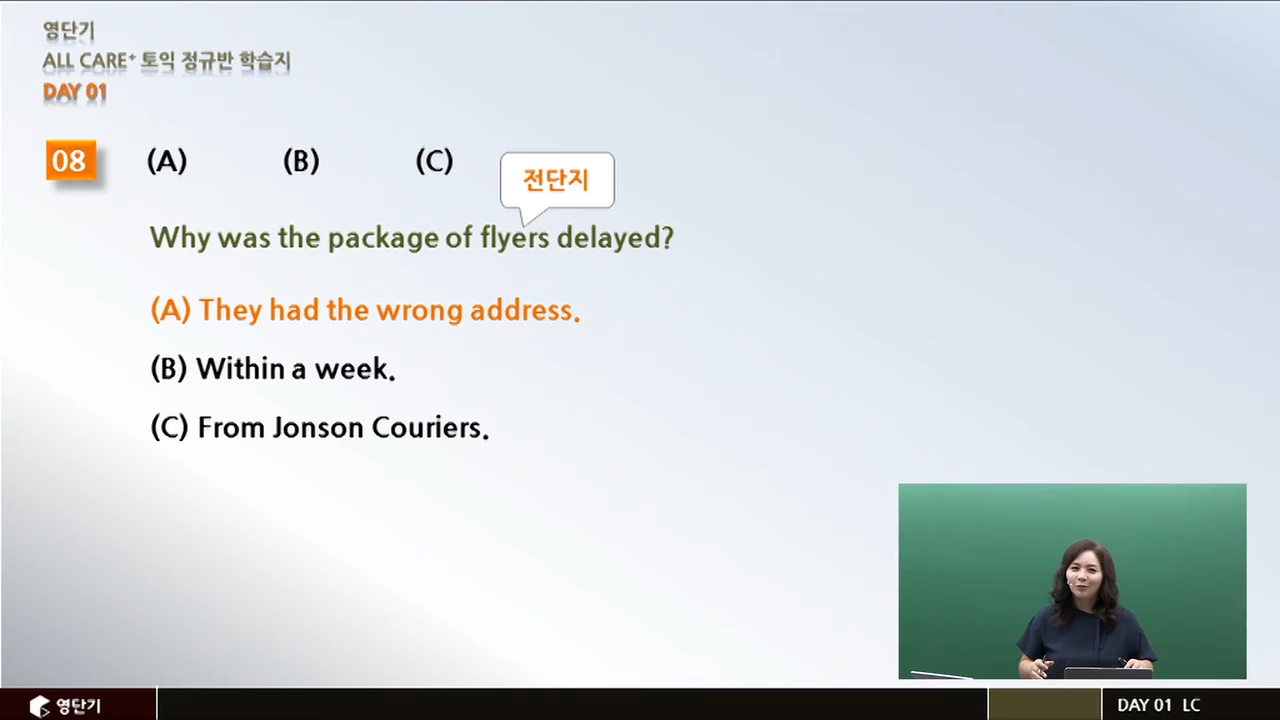 영단기
ALL CARE+ 토익 정규반 학습지
DAY 01
08 (A) (B) (C)
전단지
Why was the package of flyers delayed?
(A) They had the wrong address.
(B) Within a week.
(C) From Jonson Couriers.
영단기
DAY 01 LC